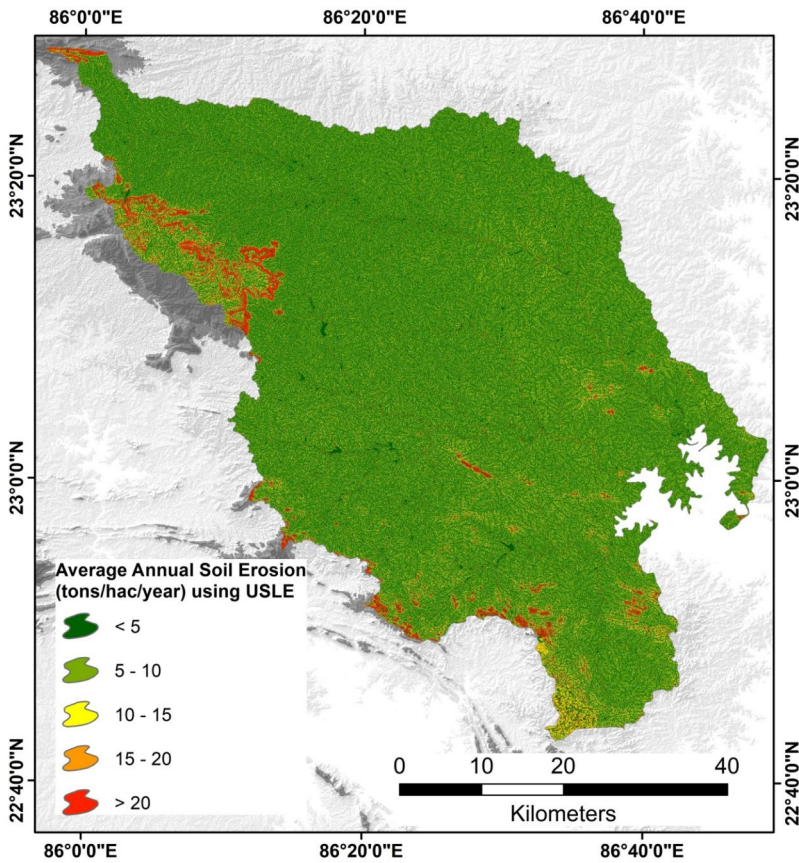 86°0'0"E 86°20'0"E 86°40'0"E
23°20'0"N 23°20'0"N
23°0'0"N 23°0'0"N
Average Annual Soil Erosion
(tons/hac/year) using USLE
< 5
5 - 10
10 - 15
15 - 20
> 20
0 10 20 40
Kilometers
22°40'0"N 22°40'0"N
86°0'0"E 86°20'0"E 86°40'0"E